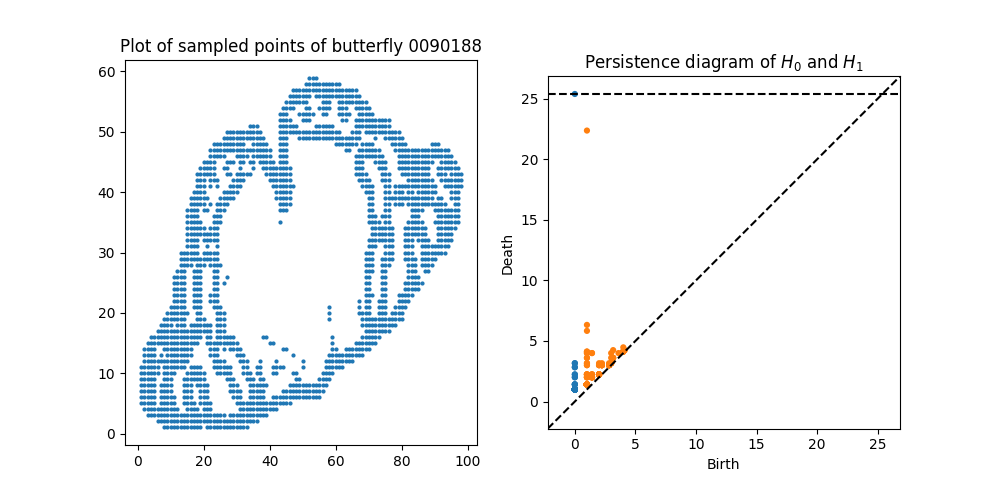 Plot of sampled points of butterfly 0090188
60
50
40
30
20
10
0
0 20 40 60 80 100
Persistence diagram of H₀ and H₁
25
20
15
10
5
0
Death
0 5 10 15 20 25
Birth